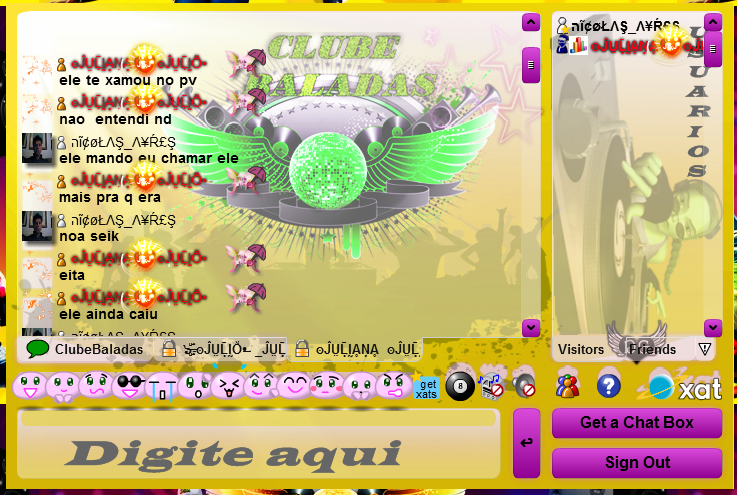 CLUBE
BALADAS
ele te xamou no pv
nao entendi nd
ele mando eu chamar ele
mais pra q era
noa seik
eita
ele ainda caiu
USUARIOS
ClubeBaladas
Visitors
Friends
get
xats
8
xat
Digite aqui
Get a Chat Box
Sign Out